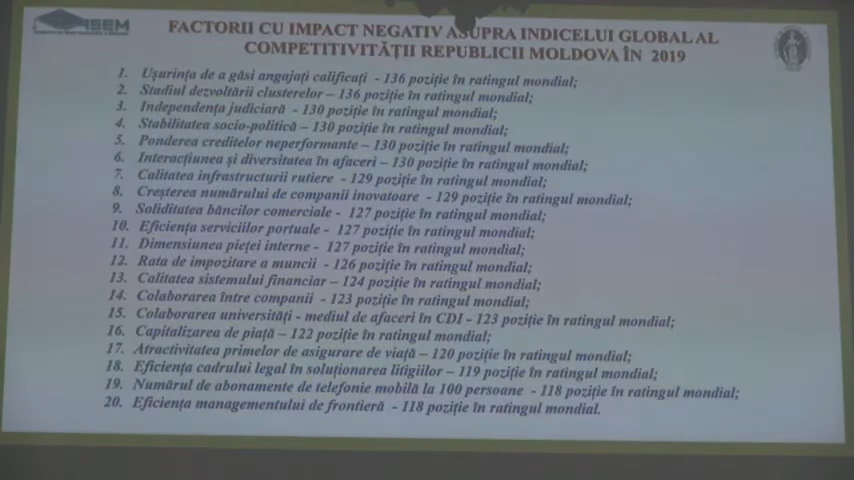 ISEM
FACTORII CU IMPACT NEGATIV ASUPRA INDICELUI GLOBAL AL
COMPETITIVITĂȚII REPUBLICII MOLDOVA ÎN 2019
1. Ușurința de a găsi angajați calificați - 136 poziție în ratingul mondial;
2. Stadiul dezvoltării clusterelor – 136 poziție în ratingul mondial;
3. Independența judiciară - 130 poziție în ratingul mondial;
4. Stabilitatea socio-politică – 130 poziție în ratingul mondial;
5. Ponderea creditelor neperformante – 130 poziție în ratingul mondial;
6. Interacțiunea și diversitatea în afaceri – 130 poziție în ratingul mondial;
7. Calitatea infrastructurii rutiere - 129 poziție în ratingul mondial;
8. Creșterea numărului de companii inovatoare - 129 poziție în ratingul mondial;
9. Soliditatea băncilor comerciale - 127 poziție în ratingul mondial;
10. Eficiența serviciilor portuale - 127 poziție în ratingul mondial;
11. Dimensiunea pieței interne - 127 poziție în ratingul mondial;
12. Rata de impozitare a muncii - 126 poziție în ratingul mondial;
13. Calitatea sistemului financiar – 124 poziție în ratingul mondial;
14. Colaborarea între companii - 123 poziție în ratingul mondial;
15. Colaborarea universități - mediul de afaceri în CDI - 123 poziție în ratingul mondial;
16. Capitalizarea de piață – 122 poziție în ratingul mondial;
17. Atractivitatea primelor de asigurare de viață – 120 poziție în ratingul mondial;
18. Eficiența cadrului legal în soluționarea litigiilor – 119 poziție în ratingul mondial;
19. Numărul de abonamente de telefonie mobilă la 100 persoane - 118 poziție în ratingul mondial;
20. Eficiența managementului de frontieră - 118 poziție în ratingul mondial.